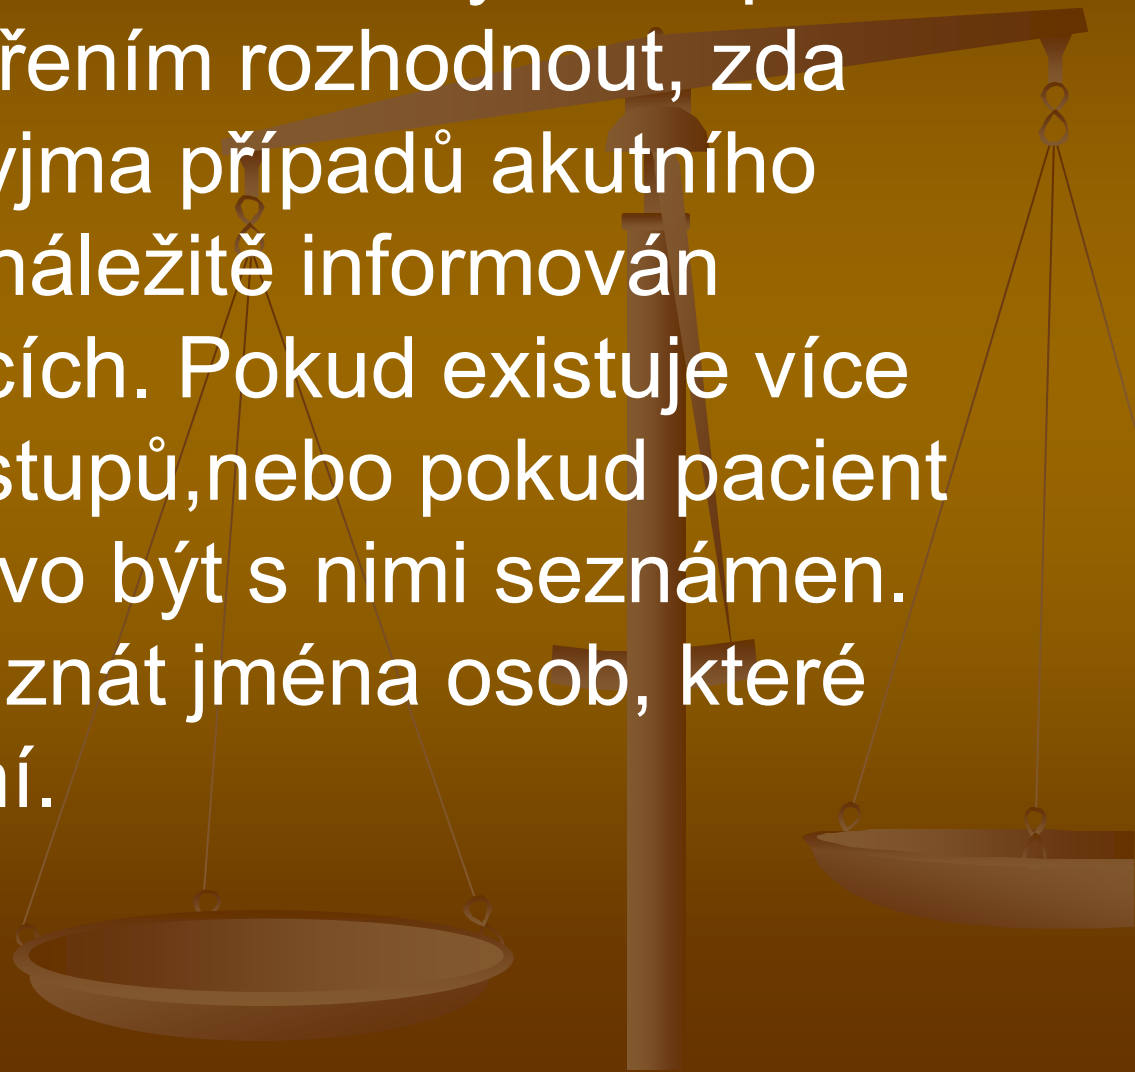 řením rozhodnout, zda
yjma případů akutního
náležitě informován
cích. Pokud existuje více
stupů,nebo pokud pacient
vo být s nimi seznámen.
znát jména osob, které
ní.